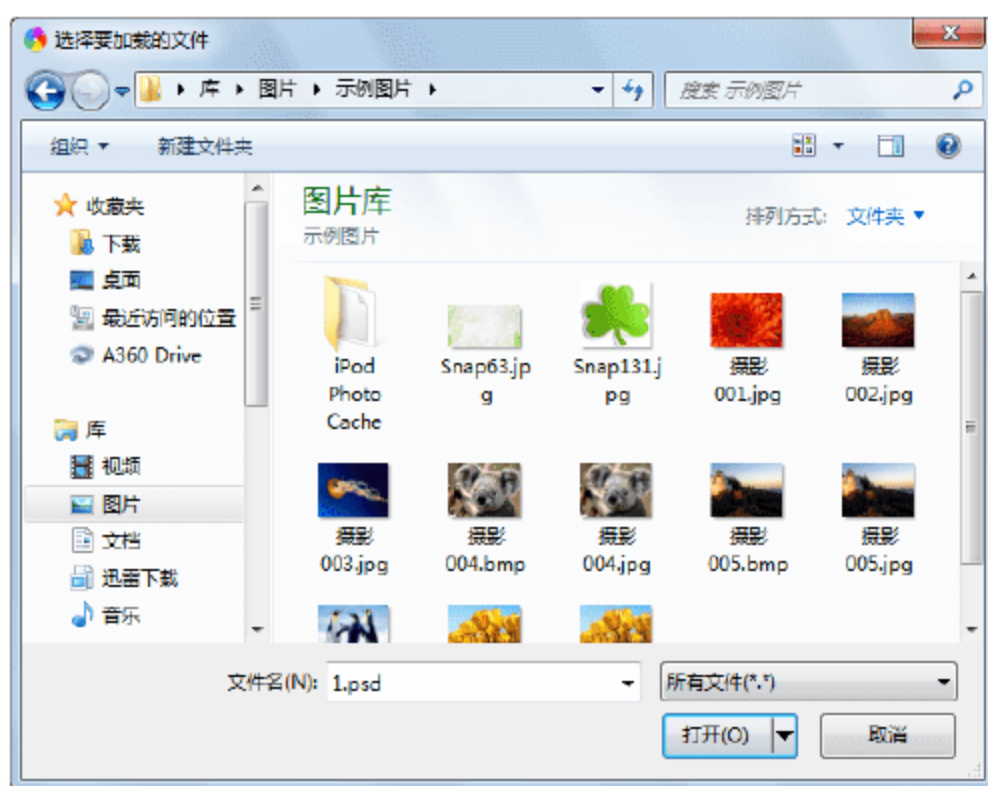 选择要加载的文件
库 图片 示例图片
搜索 示例图片
组织 新建文件夹
收藏夹
下载
桌面
最近访问的位置
A360 Drive
库
视频
图片
文档
迅雷下载
音乐
图片库
示例图片
排列方式: 文件夹
iPod
Photo
Cache
Snap63.jp
g
Snap131.j
pg
摄影
001.jpg
摄影
002.jpg
摄影
003.jpg
摄影
004.bmp
摄影
004.jpg
摄影
005.bmp
摄影
005.jpg
文件名(N): 1.psd
所有文件(*.*)
打开(O) 取消